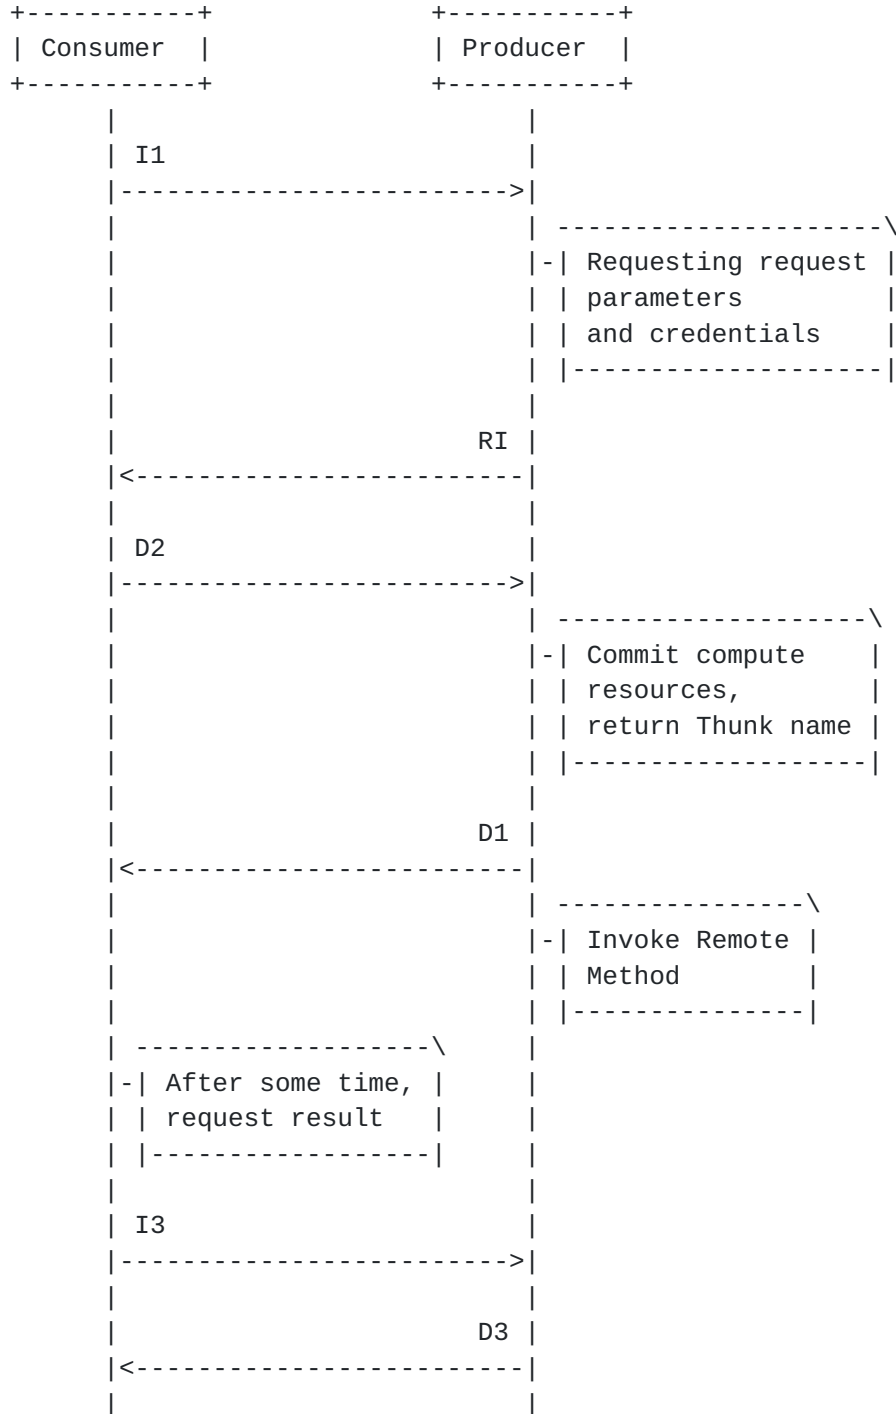 Consumer Producer
I1
Requesting request
parameters
and credentials
RI
D2
Commit compute
resources,
return Thunk name
D1
Invoke Remote
Method
After some time,
request result
I3
D3